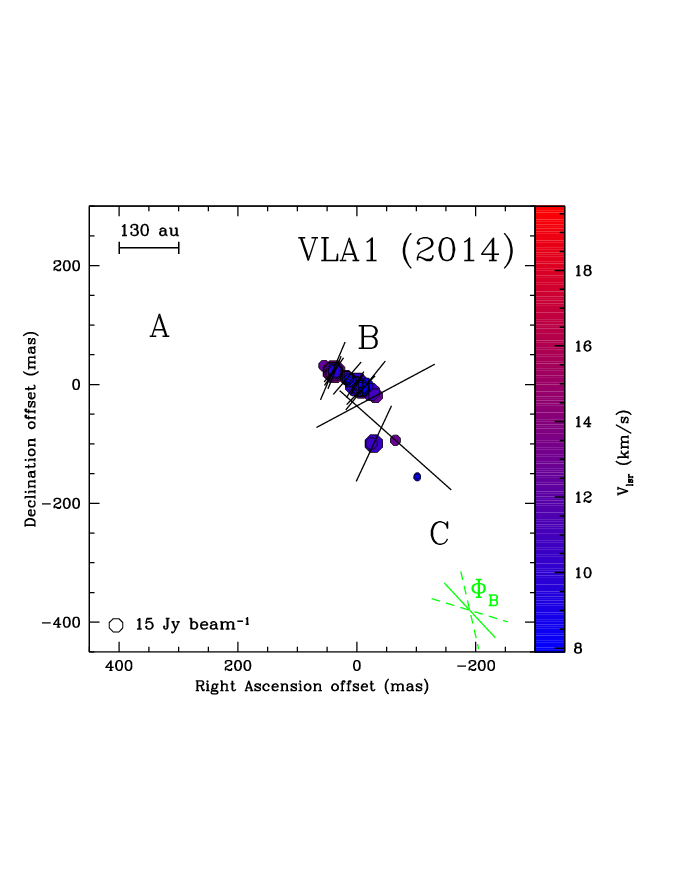 130 au
VLA1 (2014)
A
B
C
Φ_B
15 Jy beam⁻¹
200
0
−200
−400
400
200
0
−200
Right Ascension offset (mas)
Declination offset (mas)
18
16
14
12
10
8
V_lsr (km/s)